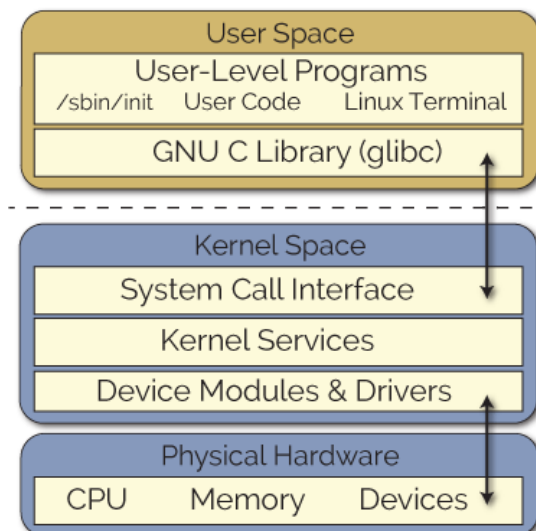 User Space
User-Level Programs
/sbin/init User Code Linux Terminal
GNU C Library (glibc)
Kernel Space
System Call Interface
Kernel Services
Device Modules & Drivers
Physical Hardware
CPU Memory Devices